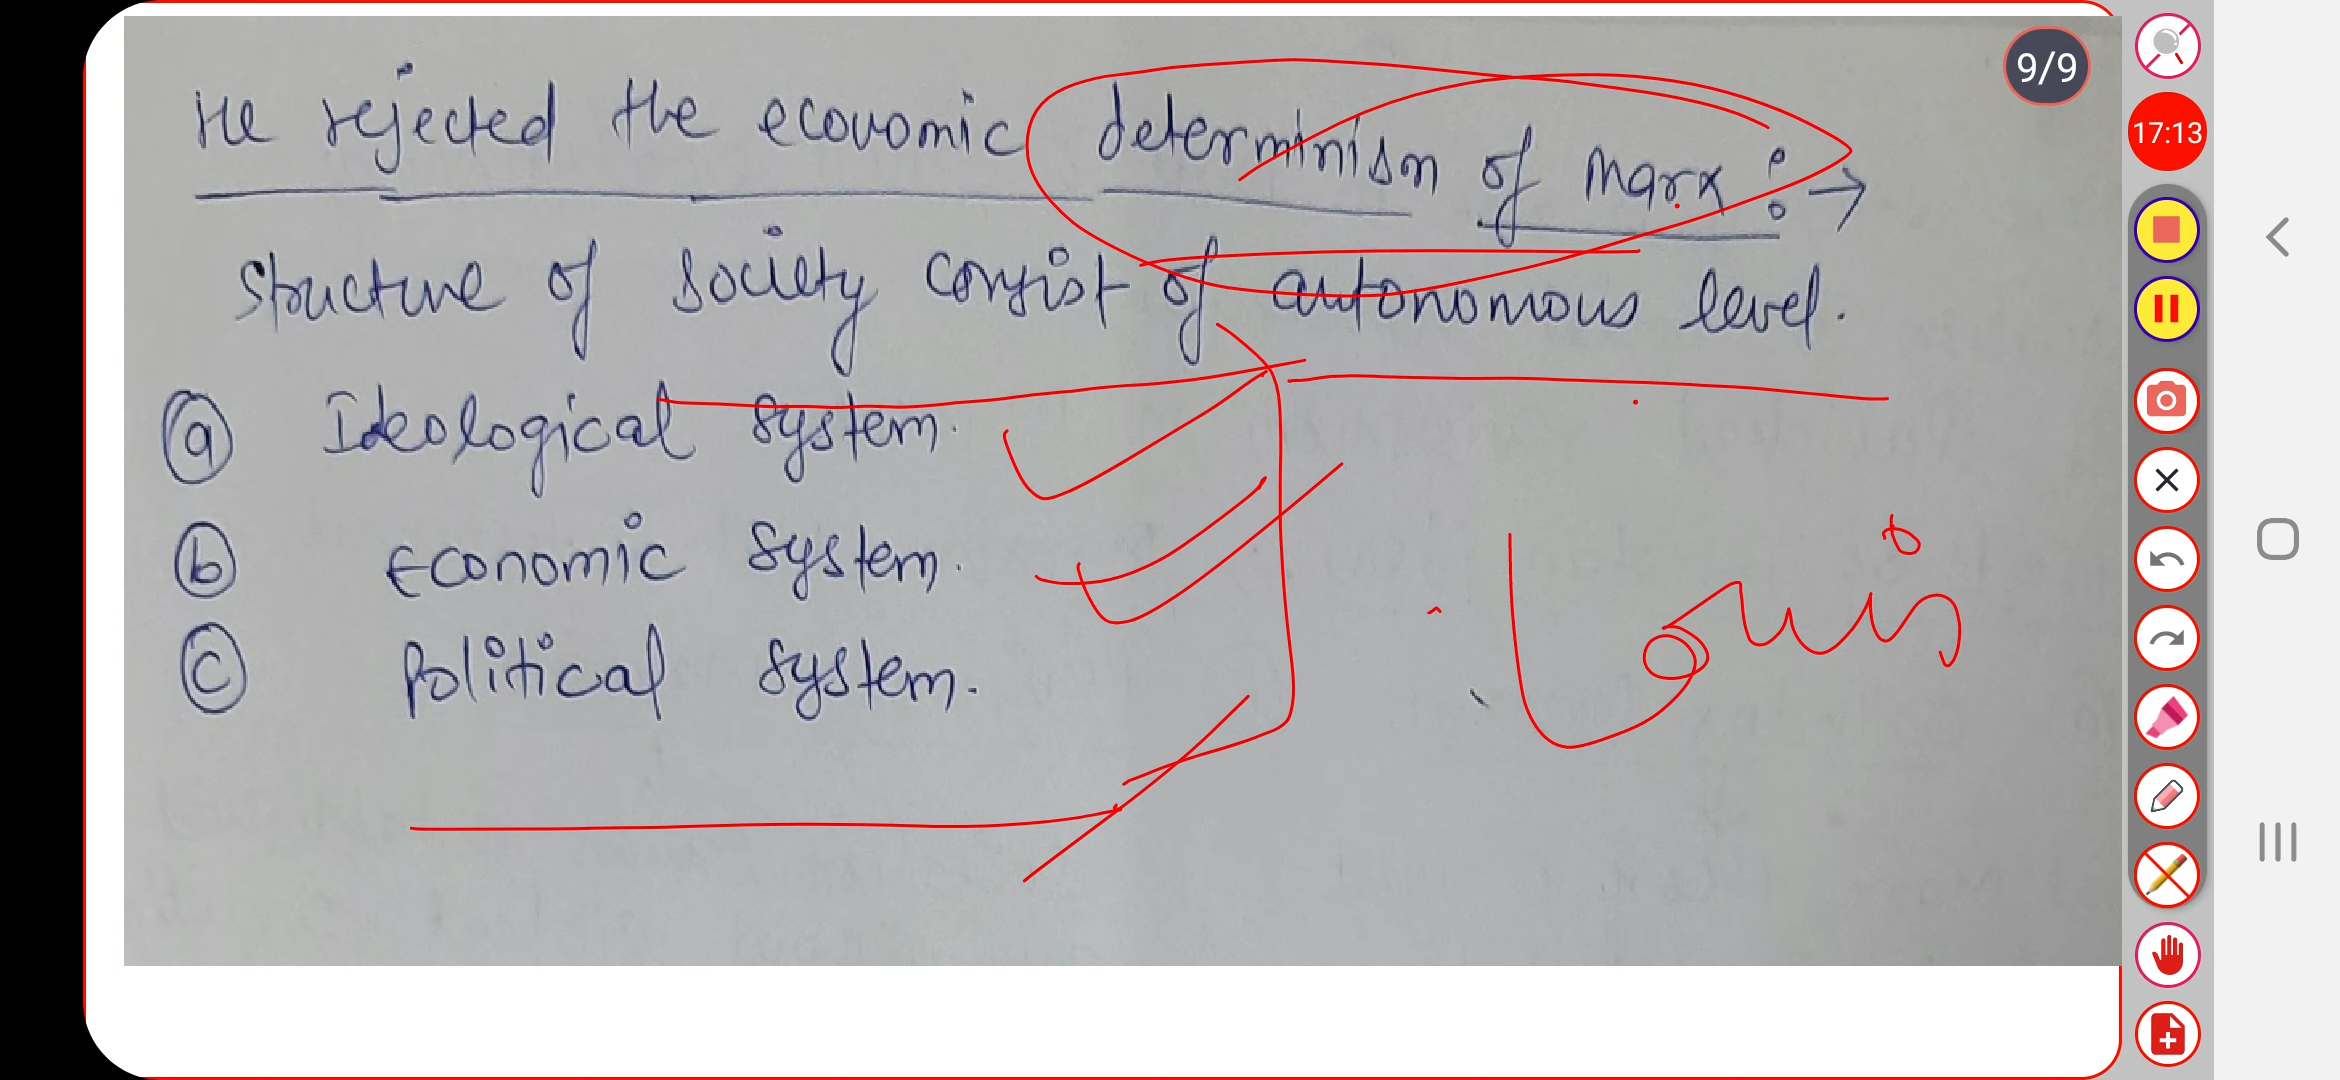 He rejected the economic determinism of Marx : →
structure of society consist of autonomous level.
ⓐ Ideological system.
ⓑ Economic system.
ⓒ Political system.
Louis
9/9
17:13